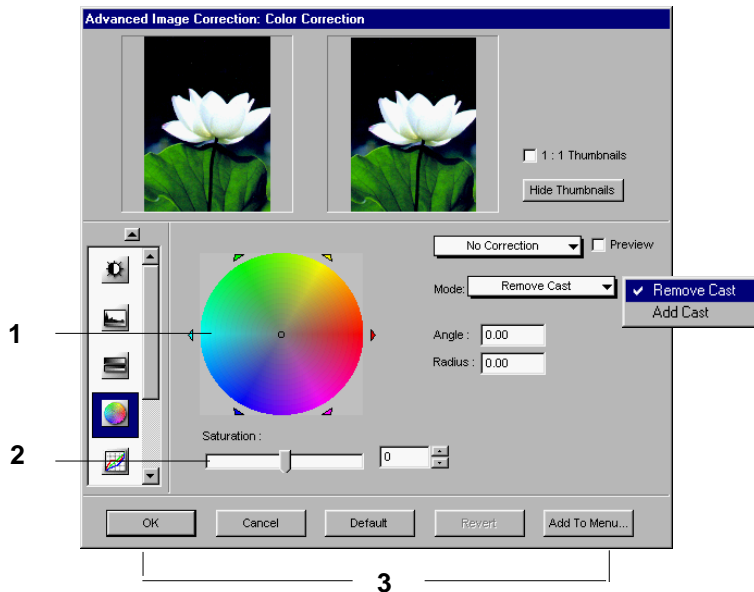 Advanced Image Correction: Color Correction
1 : 1 Thumbnails
Hide Thumbnails
No Correction
Preview
Mode:
Remove Cast
Remove Cast
Add Cast
1
Angle :
0.00
Radius :
0.00
Saturation :
2
0
OK
Cancel
Default
Revert
Add To Menu...
3